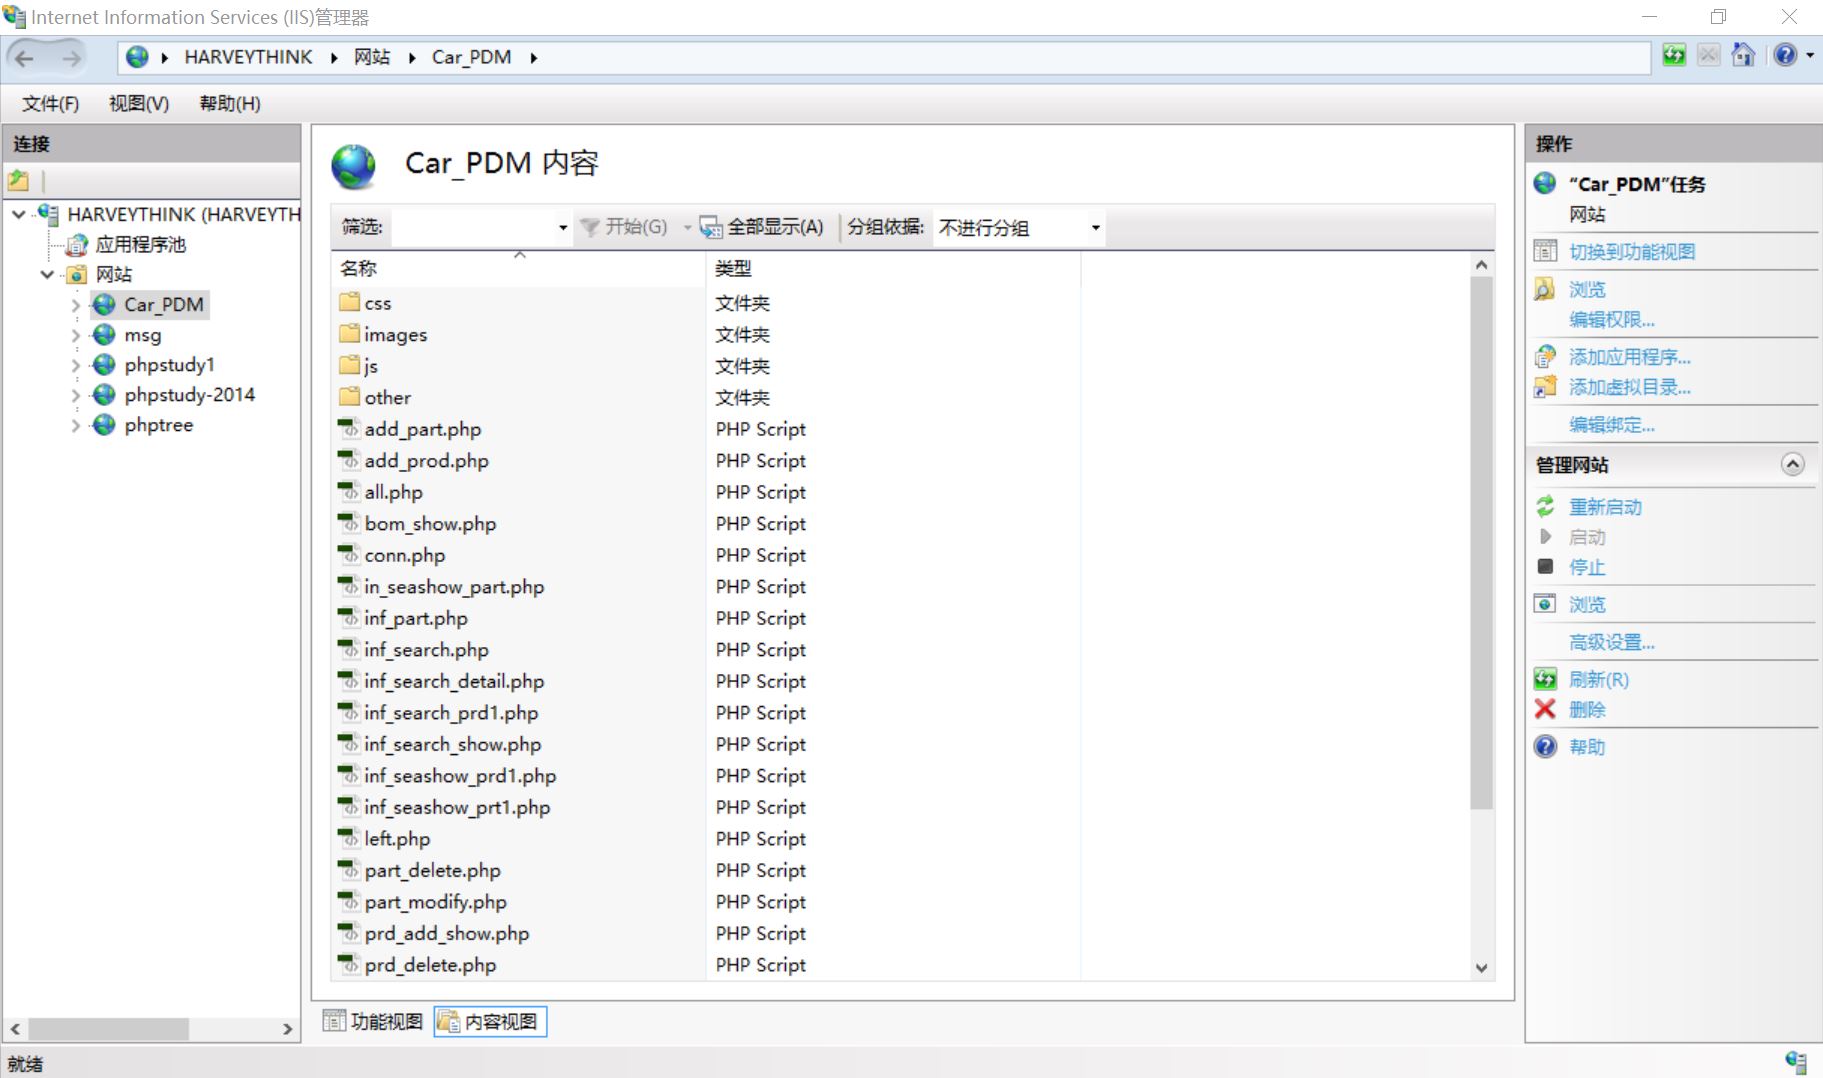 Internet Information Services (IIS)管理器
HARVEYTHINK 网站 Car_PDM
文件(F) 视图(V) 帮助(H)
连接
HARVEYTHINK (HARVEYTH
应用程序池
网站
Car_PDM
msg
phpstudy1
phpstudy-2014
phptree
Car_PDM 内容
筛选: 开始(G) 全部显示(A) 分组依据: 不进行分组
名称 类型
css 文件夹
images 文件夹
js 文件夹
other 文件夹
add_part.php PHP Script
add_prod.php PHP Script
all.php PHP Script
bom_show.php PHP Script
conn.php PHP Script
in_seashow_part.php PHP Script
inf_part.php PHP Script
inf_search.php PHP Script
inf_search_detail.php PHP Script
inf_search_prd1.php PHP Script
inf_search_show.php PHP Script
inf_seashow_prd1.php PHP Script
inf_seashow_prt1.php PHP Script
left.php PHP Script
part_delete.php PHP Script
part_modify.php PHP Script
prd_add_show.php PHP Script
prd_delete.php PHP Script
功能视图 内容视图
操作
“Car_PDM”任务
网站
切换到功能视图
浏览
编辑权限...
添加应用程序...
添加虚拟目录...
编辑绑定...
管理网站
重新启动
启动
停止
浏览
高级设置...
刷新(R)
删除
帮助
就绪